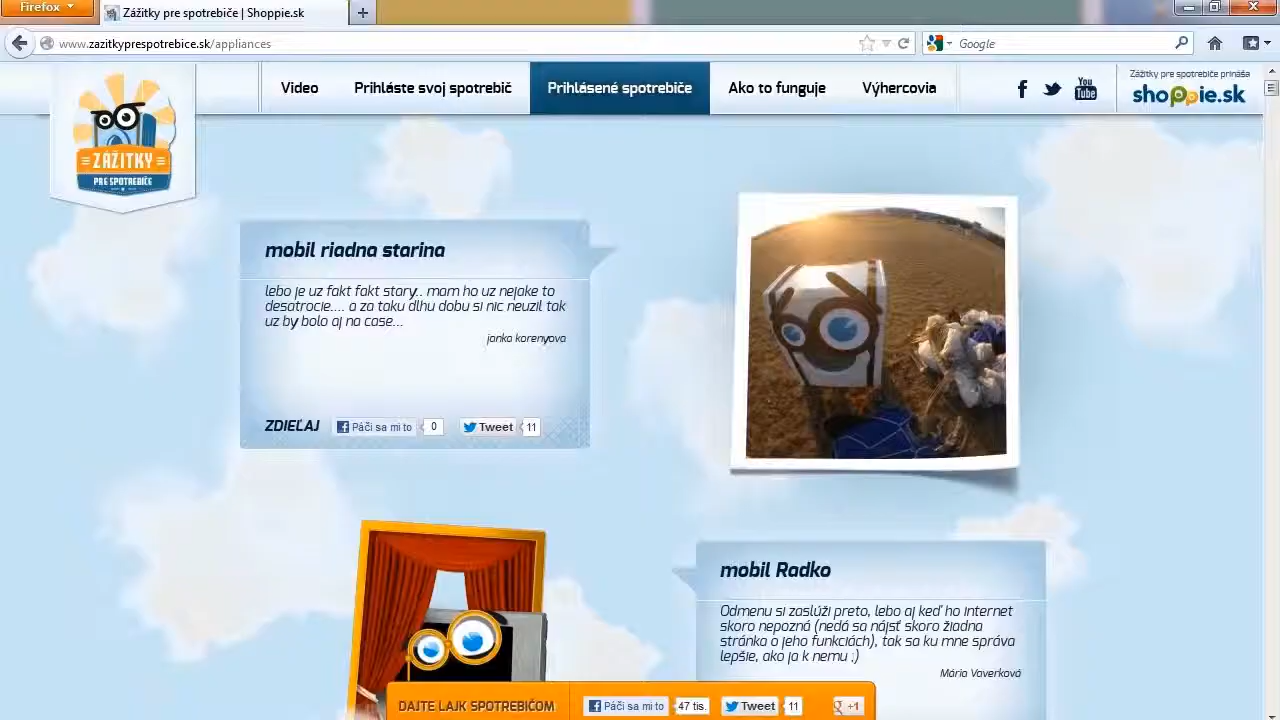 Firefox
Zážitky pre spotrebiče | Shoppie.sk
www.zazitkyprespotrebice.sk/appliances
Google
Video
Prihláste svoj spotrebič
Prihlásené spotrebiče
Ako to funguje
Výhercovia
You
Tube
Zážitky pre spotrebiče prináša
shoppie.sk
ZÁŽITKY
PRE SPOTREBIČE
mobil riadna starina
lebo je uz fakt fakt stary.. mam ho uz nejake to
desatrocie.... a za taku dlhu dobu si nic neuzil tak
uz by bolo aj na case...
janka korenyova
ZDIEĽAJ
Páči sa mi to
0
Tweet
11
mobil Radko
Odmenu si zaslúži preto, lebo aj keď ho internet
skoro nepozná (nedá sa nájsť skoro žiadna
stránka o jeho funkciách), tak sa ku mne správa
lepšie, ako ja k nemu ;)
Mária Vaverková
DAJTE LAJK SPOTREBIČOM
Páči sa mi to
47 tis.
Tweet
11
+1